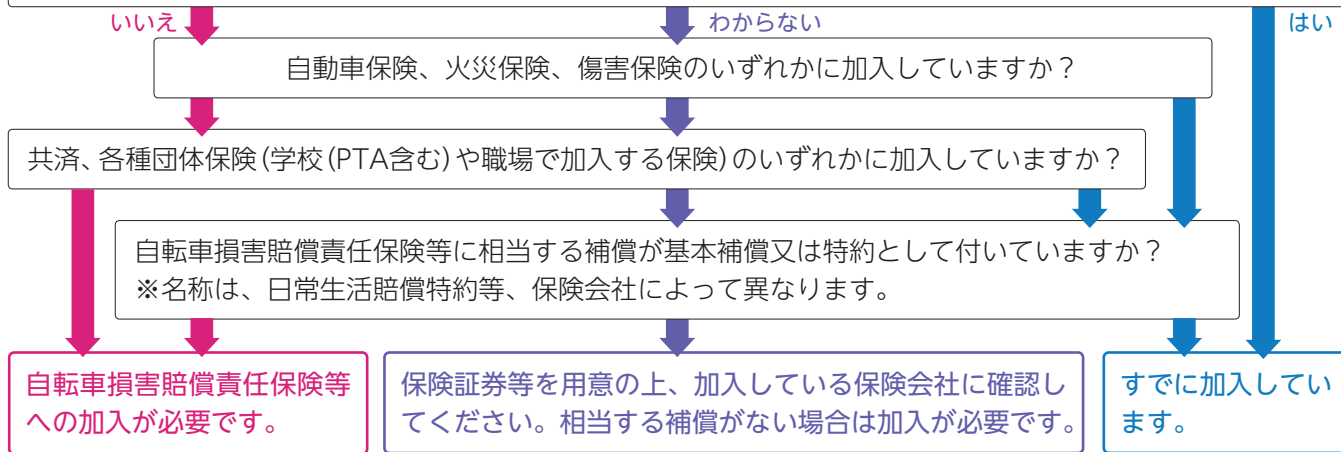 いいえ
わからない
はい
自動車保険、火災保険、傷害保険のいずれかに加入していますか？
共済、各種団体保険(学校(PTA含む)や職場で加入する保険)のいずれかに加入していますか？
自転車損害賠償責任保険等に相当する補償が基本補償又は特約として付いていますか？
※名称は、日常生活賠償特約等、保険会社によって異なります。
自転車損害賠償責任保険等
への加入が必要です。
保険証券等を用意の上、加入している保険会社に確認し
てください。相当する補償がない場合は加入が必要です。
すでに加入してい
ます。